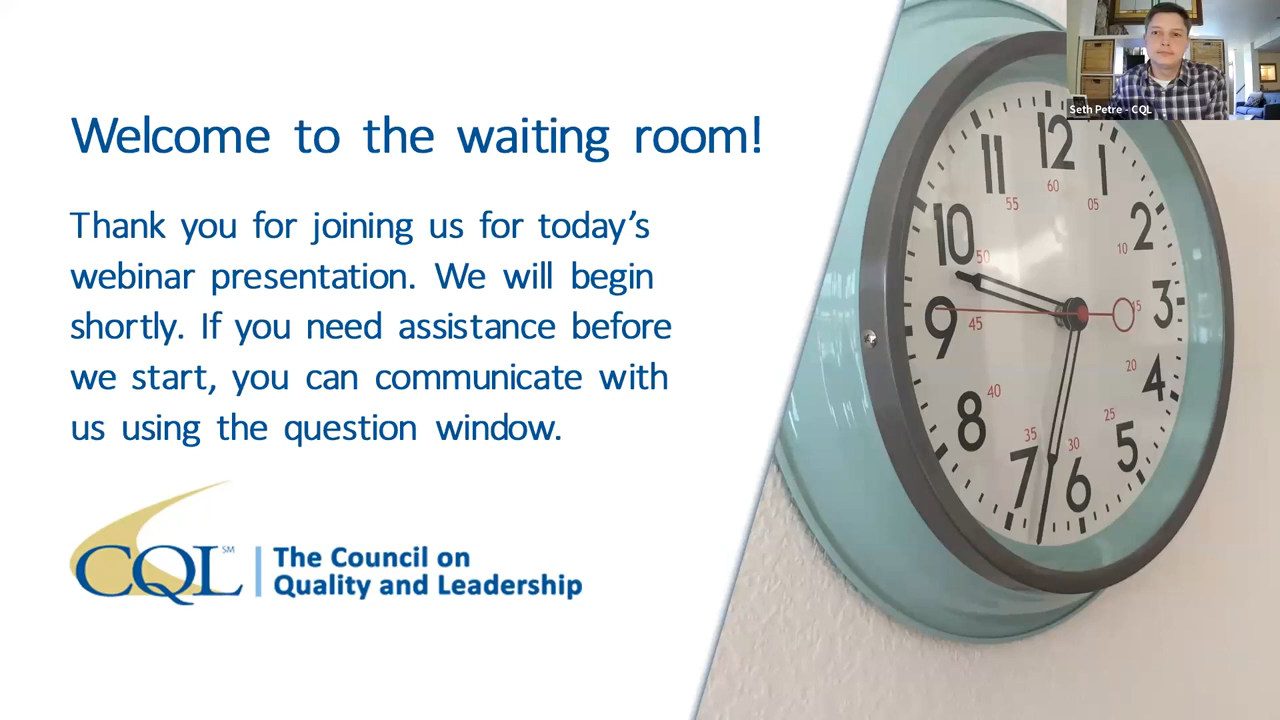 Welcome to the waiting room!
Thank you for joining us for today's
webinar presentation. We will begin
shortly. If you need assistance before
we start, you can communicate with
us using the question window.
CQL SM
The Council on
Quality and Leadership
Seth Petre - CQL
12
1
2
3
4
5
6
7
8
9
10
11
60
05
10
15
20
25
30
35
40
45
50
55